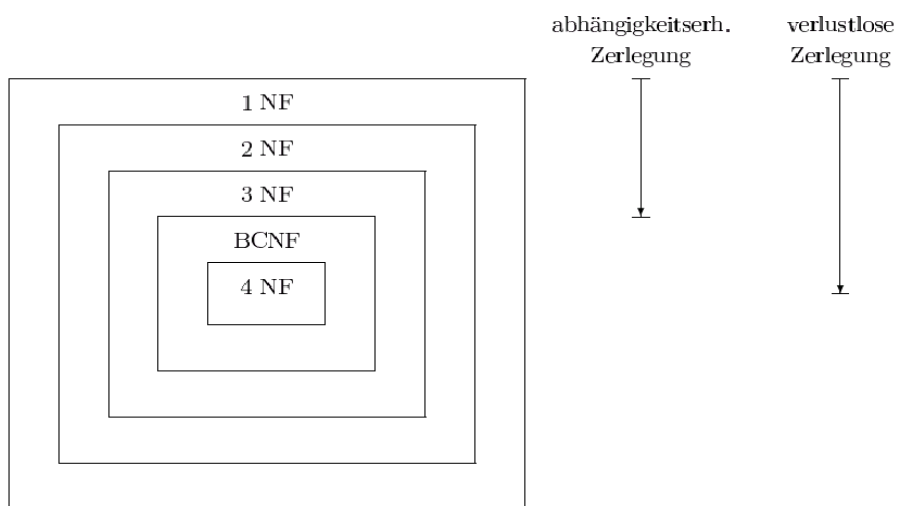 abhängigkeitserh.
Zerlegung
verlustlose
Zerlegung
1 NF
2 NF
3 NF
BCNF
4 NF